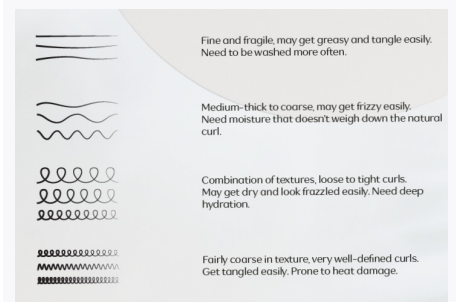 Fine and fragile, may get greasy and tangle easily.
Need to be washed more often.
Medium-thick to coarse, may get frizzy easily.
Need moisture that doesn't weigh down the natural
curl.
Combination of textures, loose to tight curls.
May get dry and look frazzled easily. Need deep
hydration.
Fairly coarse in texture, very well-defined curls.
Get tangled easily. Prone to heat damage.